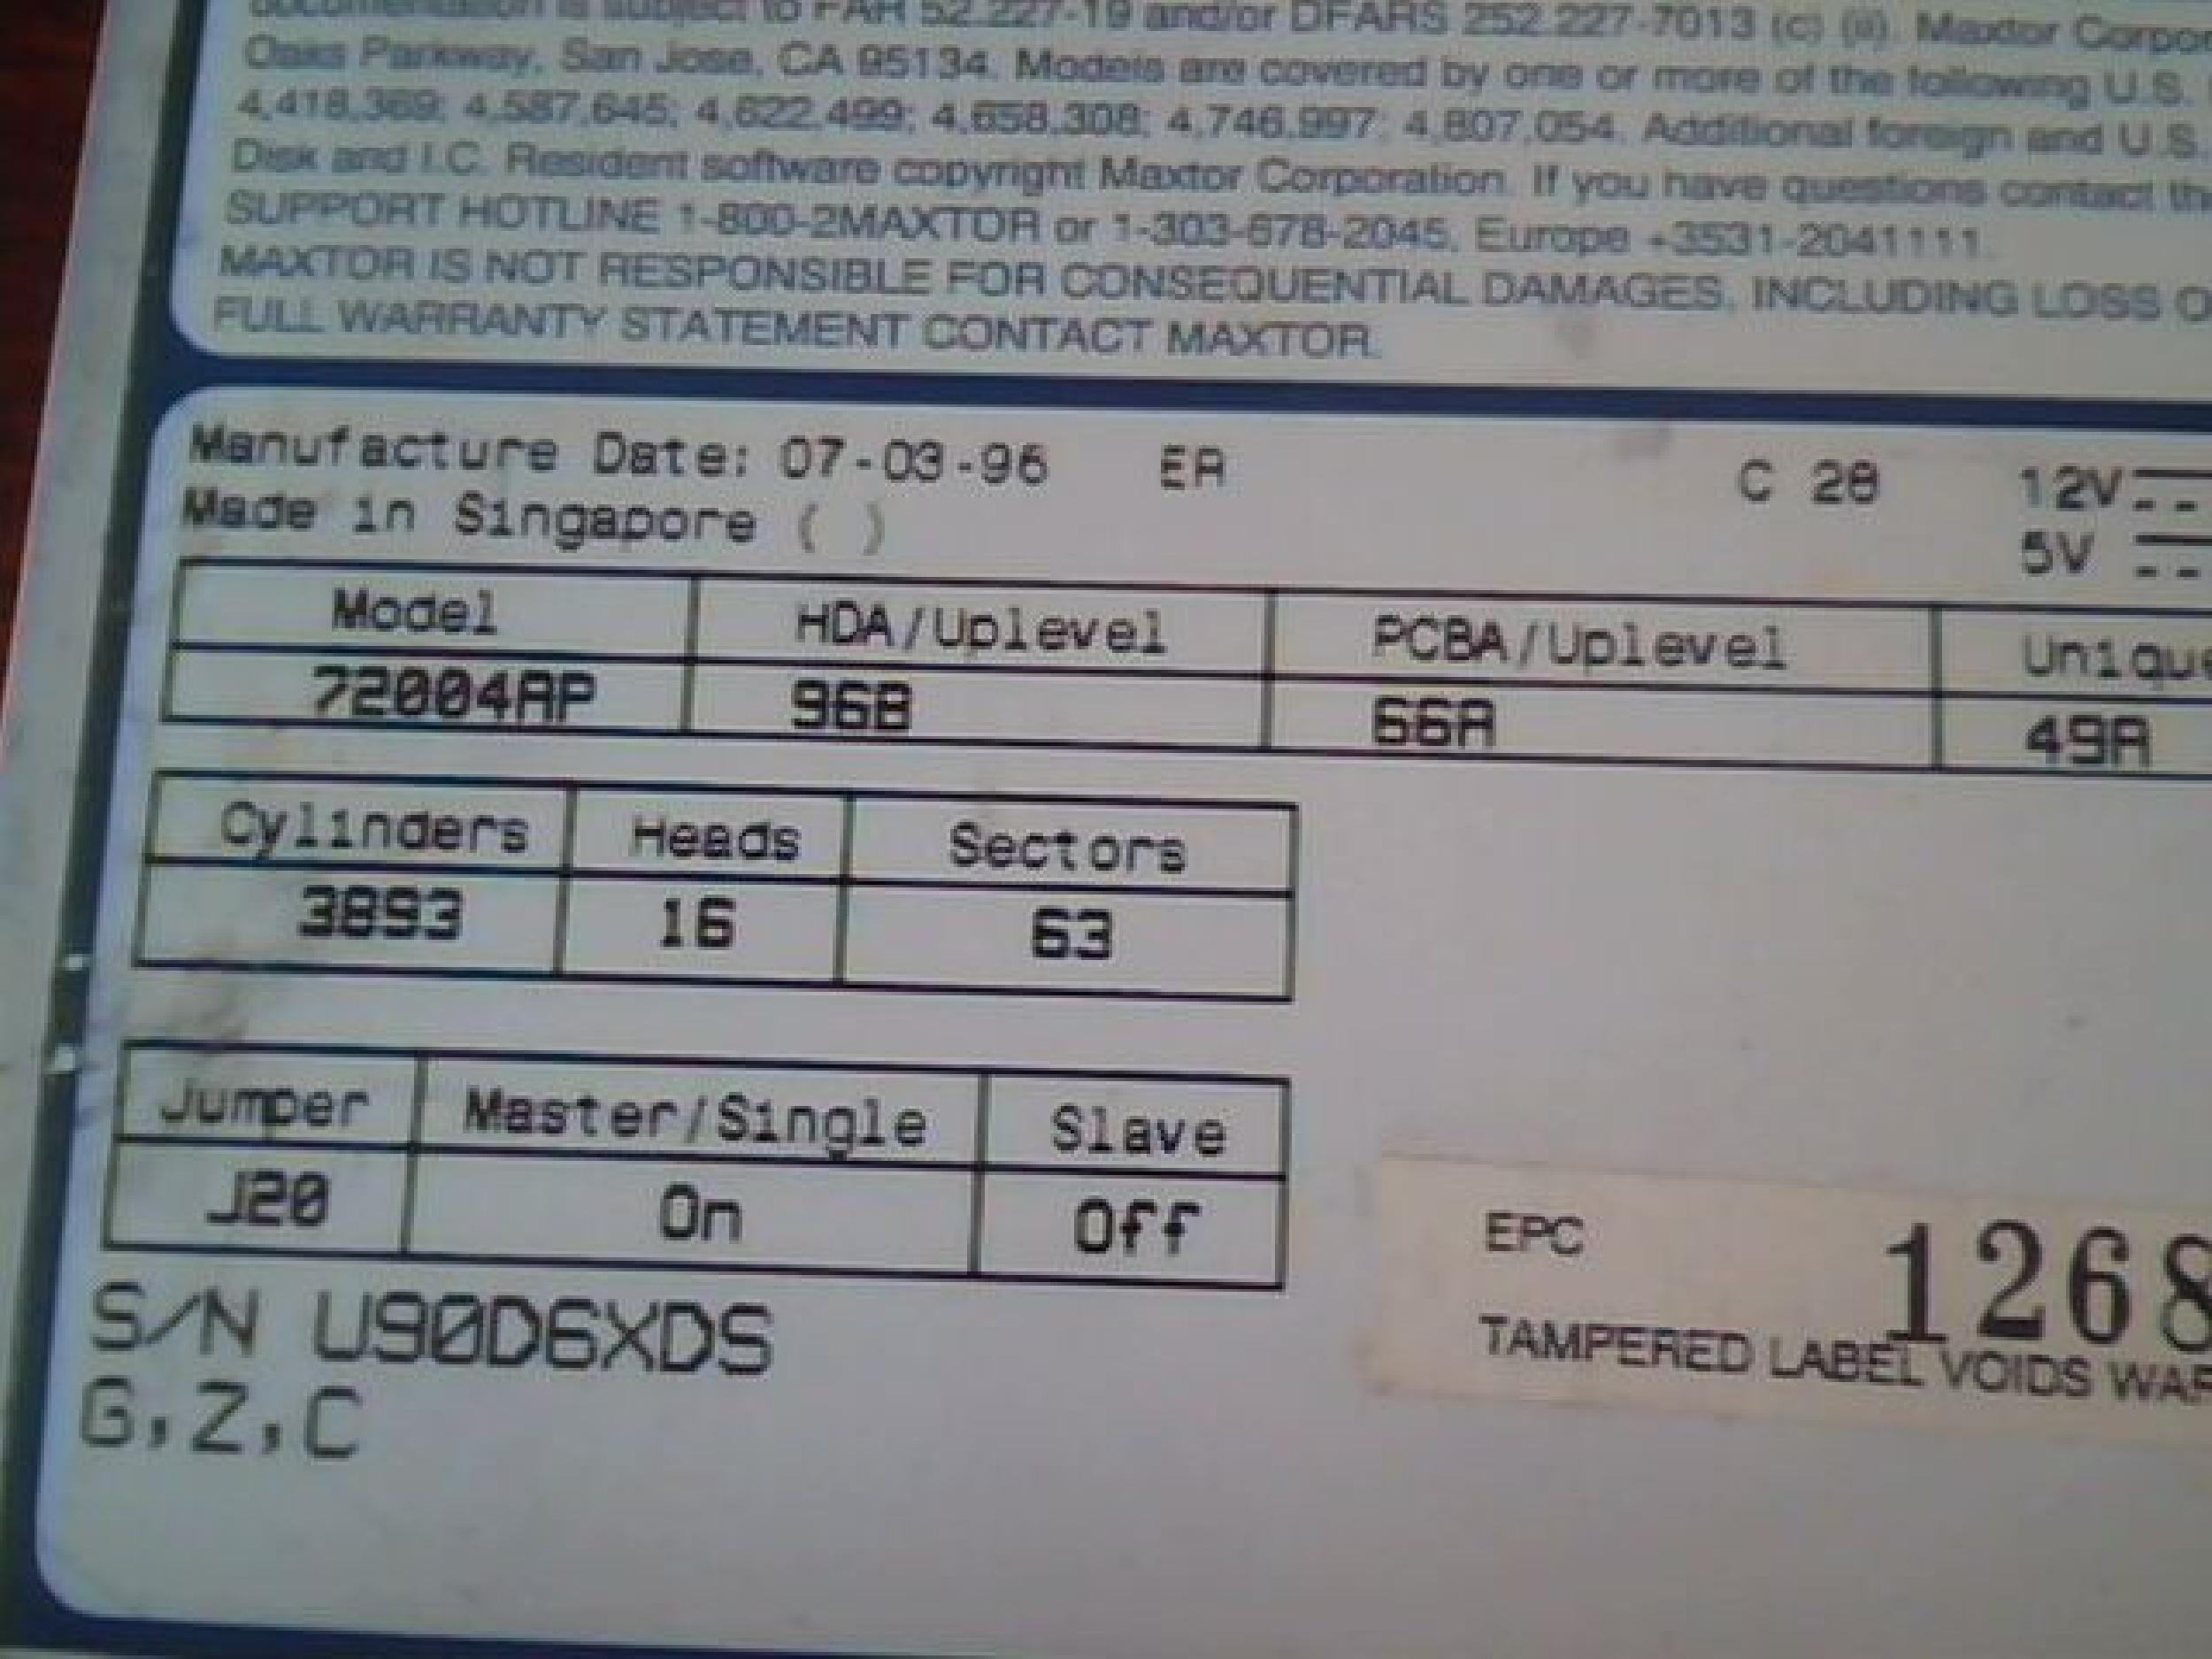 documentation is subject to FAR 52.227-19 and/or DFARS 252.227-7013 (c) (ii). Maxtor
Oaks Parkway, San Jose, CA 95134. Models are covered by one or more of the following U.S.
4,418,369; 4,587,645; 4,622,499; 4,658,308; 4,746,997; 4,807,054. Additional foreign and U.S.
Disk and I.C. Resident software copyright Maxtor Corporation. If you have questions contact
SUPPORT HOTLINE 1-800-2MAXTOR or 1-303-678-2045, Europe +3531-2041111.
MAXTOR IS NOT RESPONSIBLE FOR CONSEQUENTIAL DAMAGES, INCLUDING LOSS
FULL WARRANTY STATEMENT CONTACT MAXTOR.
Manufacture Date: 07-03-96 EA C 28 12V
Made in Singapore ( ) 5V
Model HDA/Uplevel PCBA/Uplevel Unique
72004AP 96B 66A 49A
Cylinders Heads Sectors
3893 16 63
Jumper Master/Single Slave
J20 On Off
S/N U90D6XDS
G,Z,C
EPC 1268
TAMPERED LABEL VOIDS